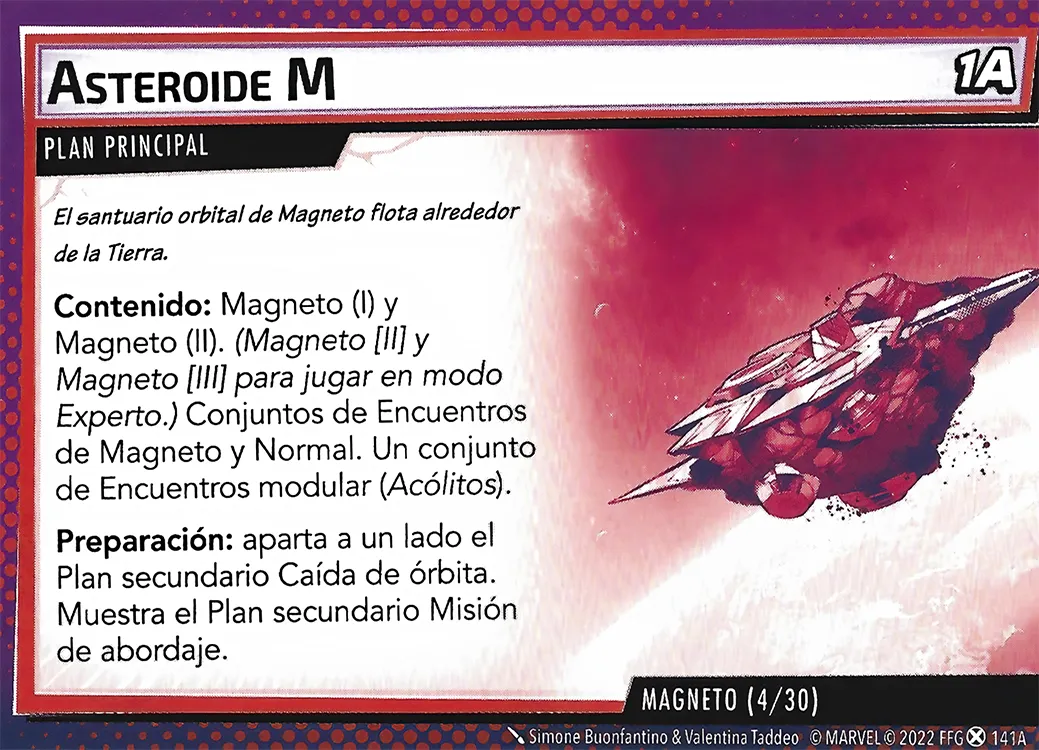 ASTEROIDE M
1A
PLAN PRINCIPAL
El santuario orbital de Magneto flota alrededor
de la Tierra.
Contenido: Magneto (I) y
Magneto (II). (Magneto [II] y
Magneto [III] para jugar en modo
Experto.) Conjuntos de Encuentros
de Magneto y Normal. Un conjunto
de Encuentros modular (Acólitos).
Preparación: aparta a un lado el
Plan secundario Caída de órbita.
Muestra el Plan secundario Misión
de abordaje.
MAGNETO (4/30)
Simone Buonfantino & Valentina Taddeo © MARVEL © 2022 FFG 141A